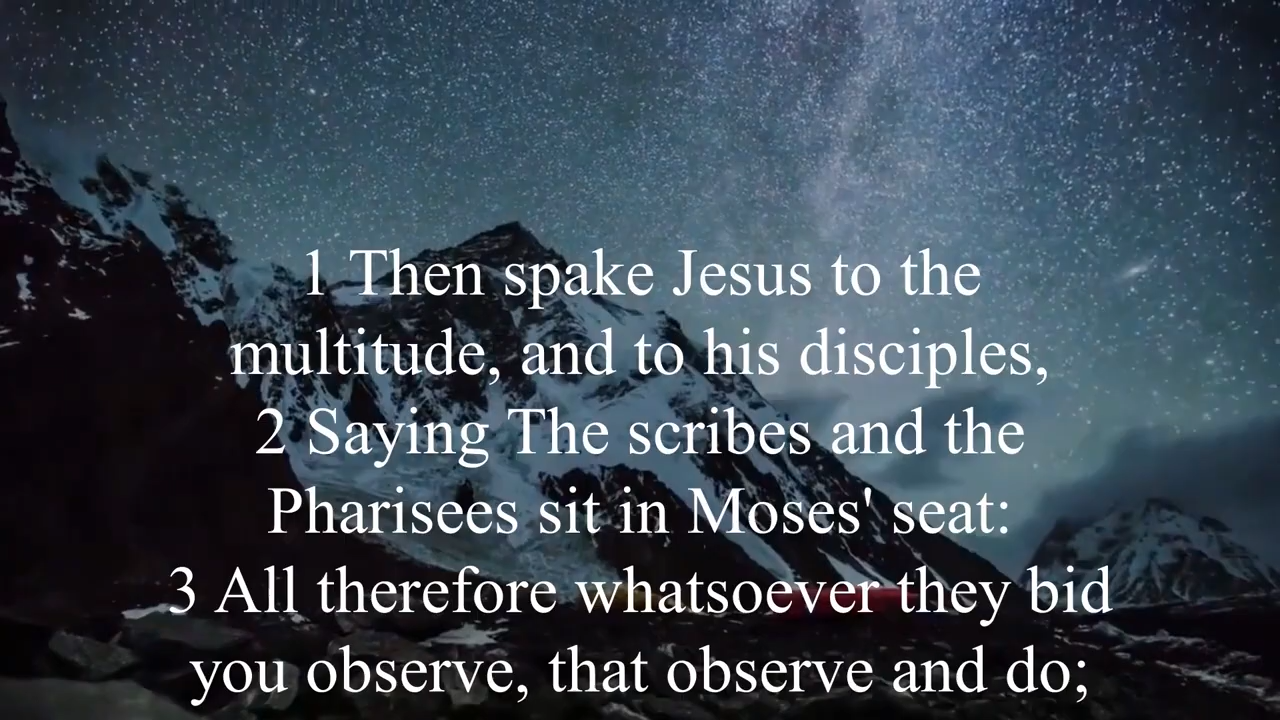 1 Then spake Jesus to the
multitude, and to his disciples,
2 Saying The scribes and the
Pharisees sit in Moses' seat:
3 All therefore whatsoever they bid
you observe, that observe and do;